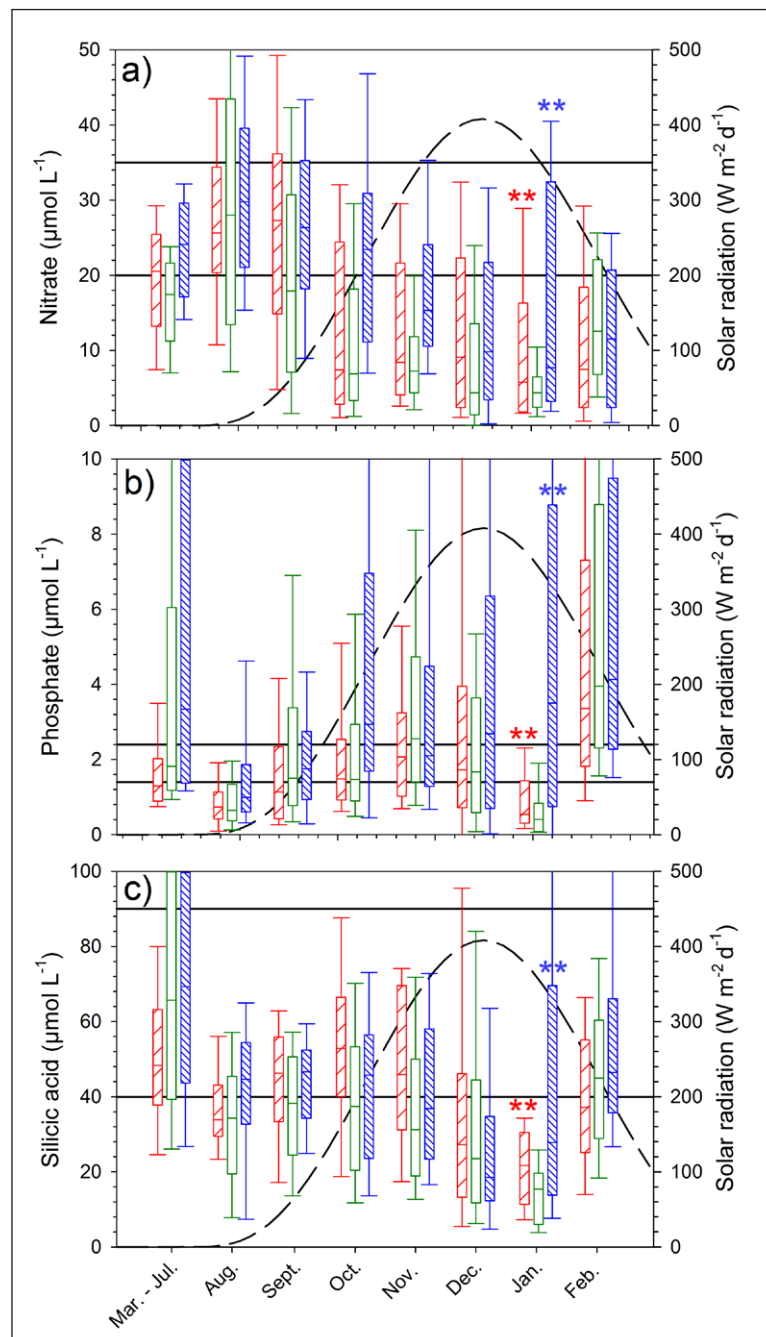 a)
50
40
30
20
10
0
Nitrate (µmol L⁻¹)
500
400
300
200
100
0
Solar radiation (W m⁻² d⁻¹)
**
**
b)
10
8
6
4
2
0
Phosphate (µmol L⁻¹)
500
400
300
200
100
0
Solar radiation (W m⁻² d⁻¹)
**
**
c)
100
80
60
40
20
0
Silicic acid (µmol L⁻¹)
500
400
300
200
100
0
Solar radiation (W m⁻² d⁻¹)
**
**
Mar. - Jul.
Aug.
Sept.
Oct.
Nov.
Dec.
Jan.
Feb.